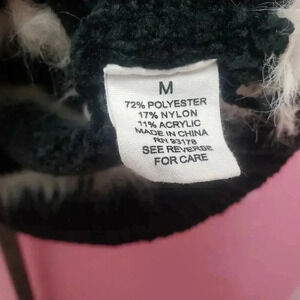 M
72% POLYESTER
17% NYLON
11% ACRYLIC
MADE IN CHINA
RN 93178
SEE REVERSE
FOR CARE